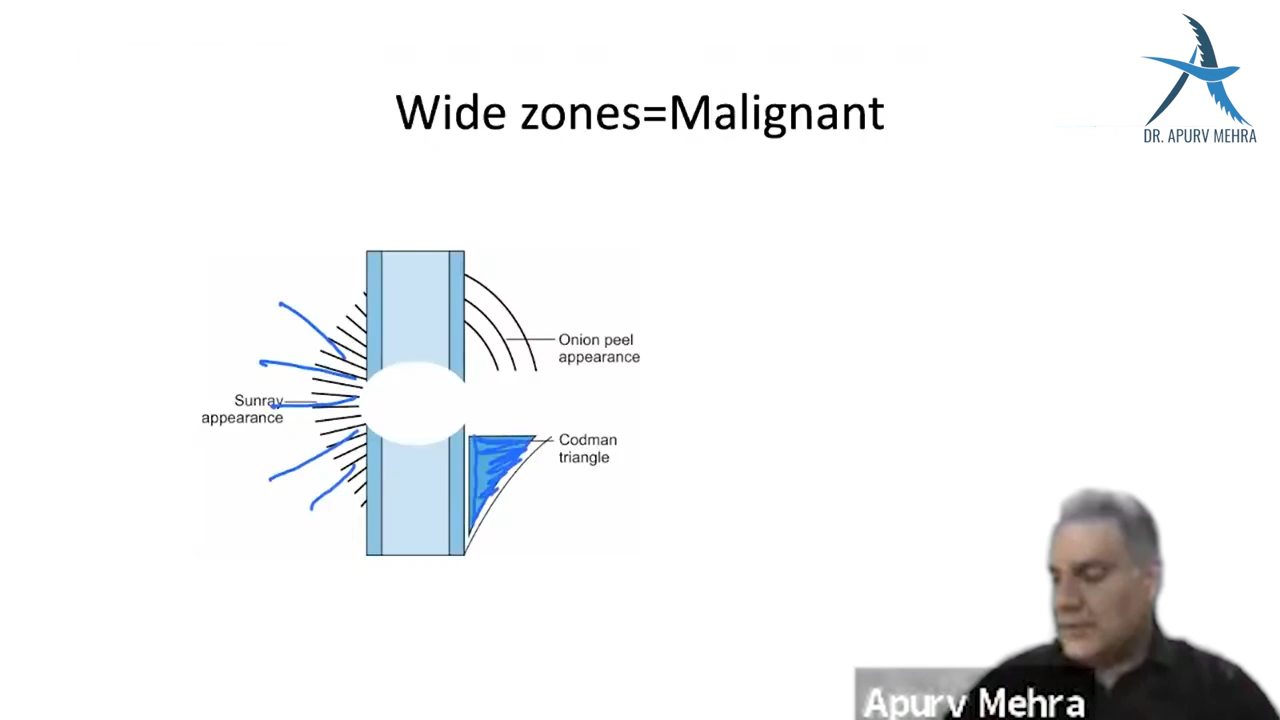 Wide zones=Malignant
DR. APURV MEHRA
Onion peel
appearance
Sunray
appearance
Codman
triangle
Apurv Mehra